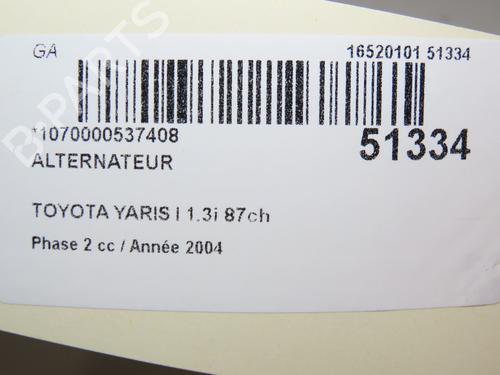 GA
16520101 51334
*1070000537408
51334
ALTERNATEUR
TOYOTA YARIS I 1.3i 87ch
Phase 2 cc / Année 2004
B-PARTS